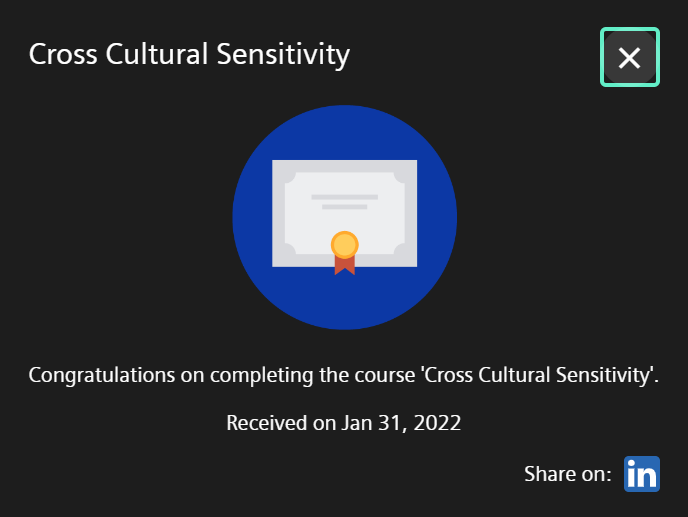 Cross Cultural Sensitivity
Congratulations on completing the course 'Cross Cultural Sensitivity'.
Received on Jan 31, 2022
Share on: in